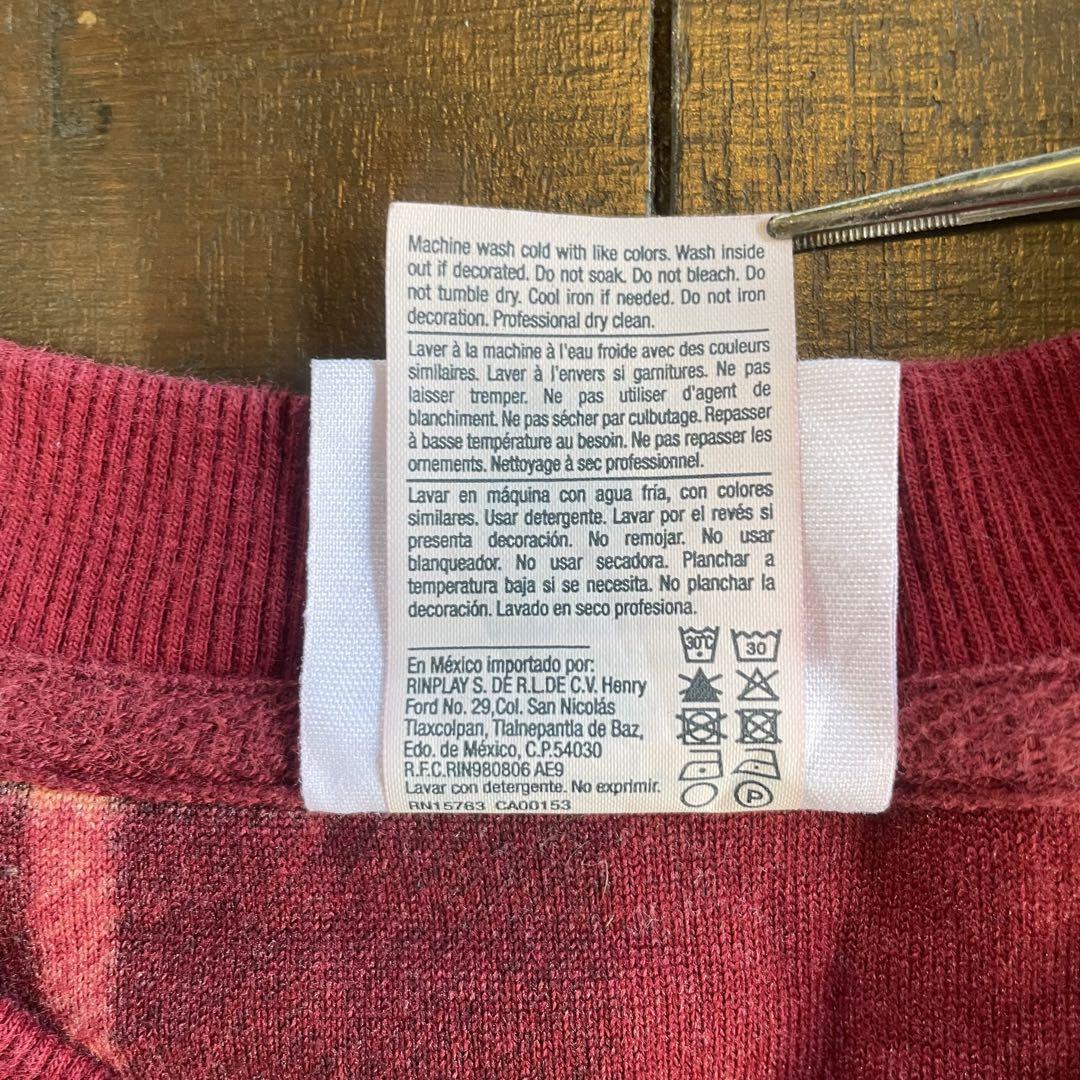 Machine wash cold with like colors. Wash inside
out if decorated. Do not soak. Do not bleach. Do
not tumble dry. Cool iron if needed. Do not iron
decoration. Professional dry clean.
Laver à la machine à l'eau froide avec des couleurs
similaires. Laver à l'envers si garnitures. Ne pas
laisser tremper. Ne pas utiliser d'agent de
blanchiment. Ne pas sécher par culbutage. Repasser
à basse température au besoin. Ne pas repasser les
ornements. Nettoyage à sec professionnel.
Lavar en máquina con agua fría, con colores
similares. Usar detergente. Lavar por el revés si
presenta decoración. No remojar. No usar
blanqueador. No usar secadora. Planchar a
temperatura baja si se necesita. No planchar la
decoración. Lavado en seco profesiona.
30°C 30
En México importado por:
RINPLAY S. DE R.L.DE C.V. Henry
Ford No. 29,Col. San Nicolás
Tlaxcolpan, Tlalnepantla de Baz,
Edo. de México, C.P.54030
R.F.C.RIN980806 AE9
Lavar con detergente. No exprimir.
P
RN15763 CA00153